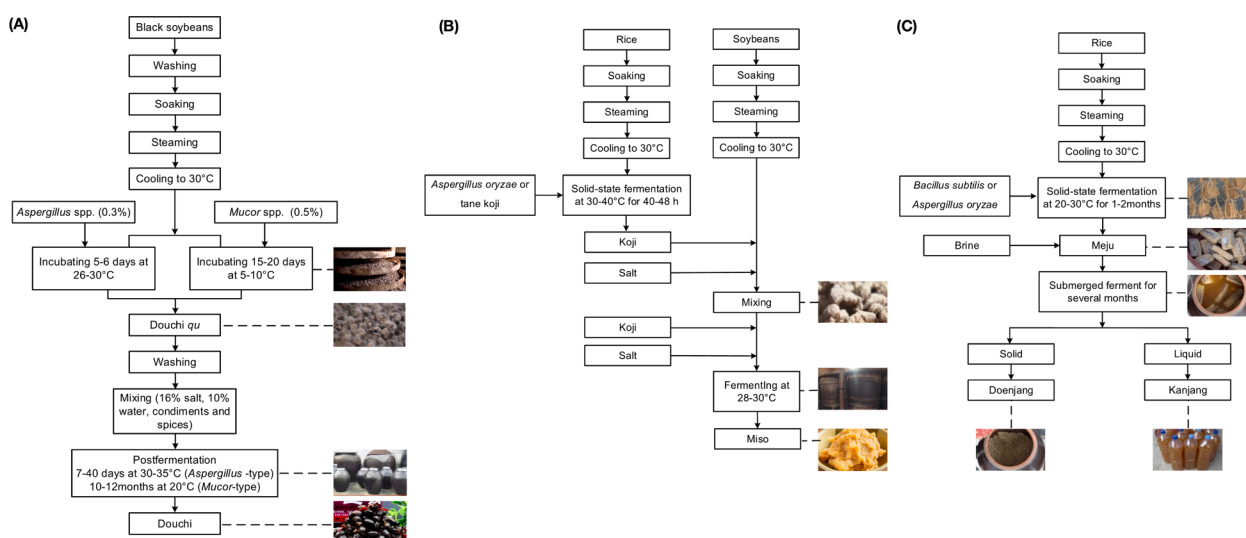 (A)
Black soybeans
Washing
Soaking
Steaming
Cooling to 30°C
Aspergillus spp. (0.3%)
Mucor spp. (0.5%)
Incubating 5-6 days at
26-30°C
Incubating 15-20 days
at 5-10°C
Douchi qu
Washing
Mixing (16% salt, 10%
water, condiments and
spices)
Postfermentation
7-40 days at 30-35°C (Aspergillus -type)
10-12months at 20°C (Mucor-type)
Douchi
(B)
Rice
Soybeans
Soaking
Soaking
Steaming
Steaming
Cooling to 30°C
Cooling to 30°C
Aspergillus oryzae or
tane koji
Solid-state fermentation
at 30-40°C for 40-48 h
Koji
Salt
Mixing
Koji
Salt
FermentIng at
28-30°C
Miso
(C)
Rice
Soaking
Steaming
Cooling to 30°C
Bacillus subtilis or
Aspergillus oryzae
Solid-state fermentation
at 20-30°C for 1-2months
Brine
Meju
Submerged ferment for
several months
Solid
Liquid
Doenjang
Kanjang